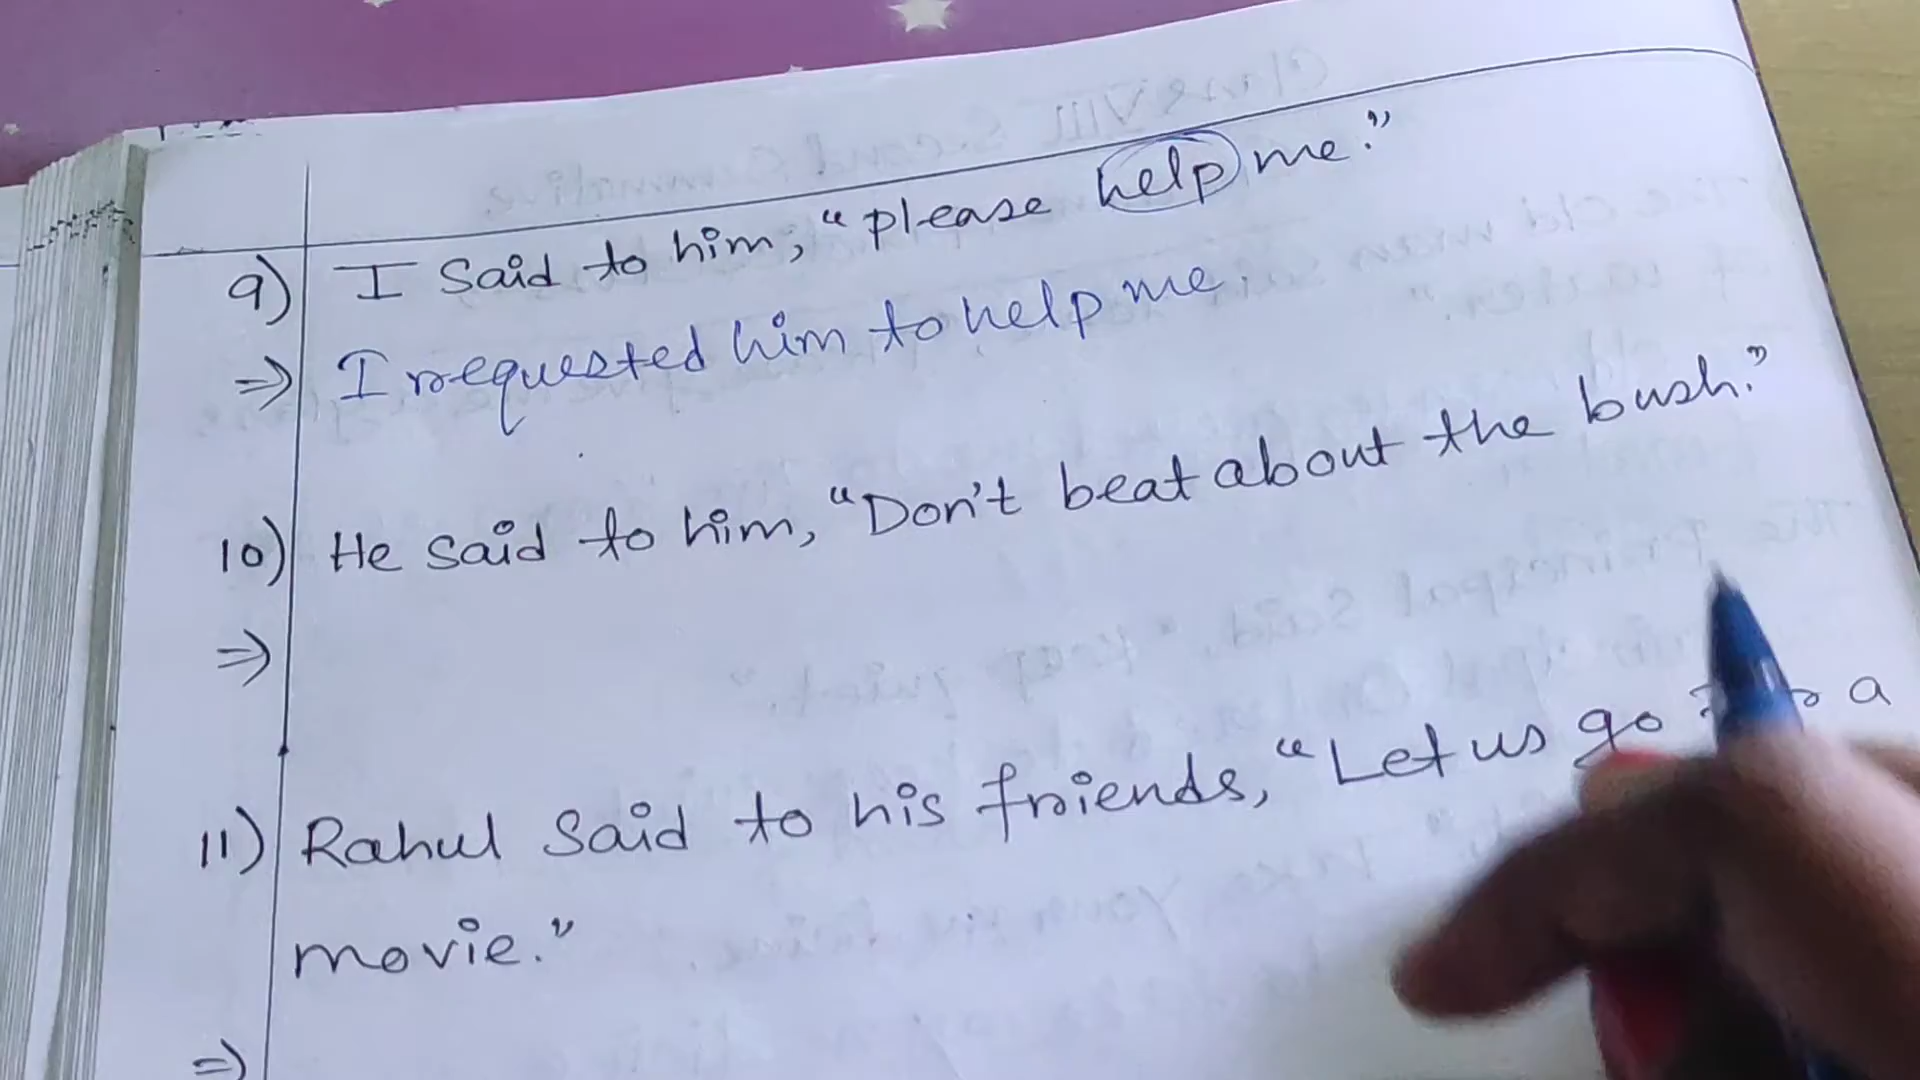 9) I Said to him, "please help me."
=> I requested him to help me
10) He said to him, "Don't beat about the bush."
=>
11) Rahul Said to his friends, "Let us go a
movie."
=>